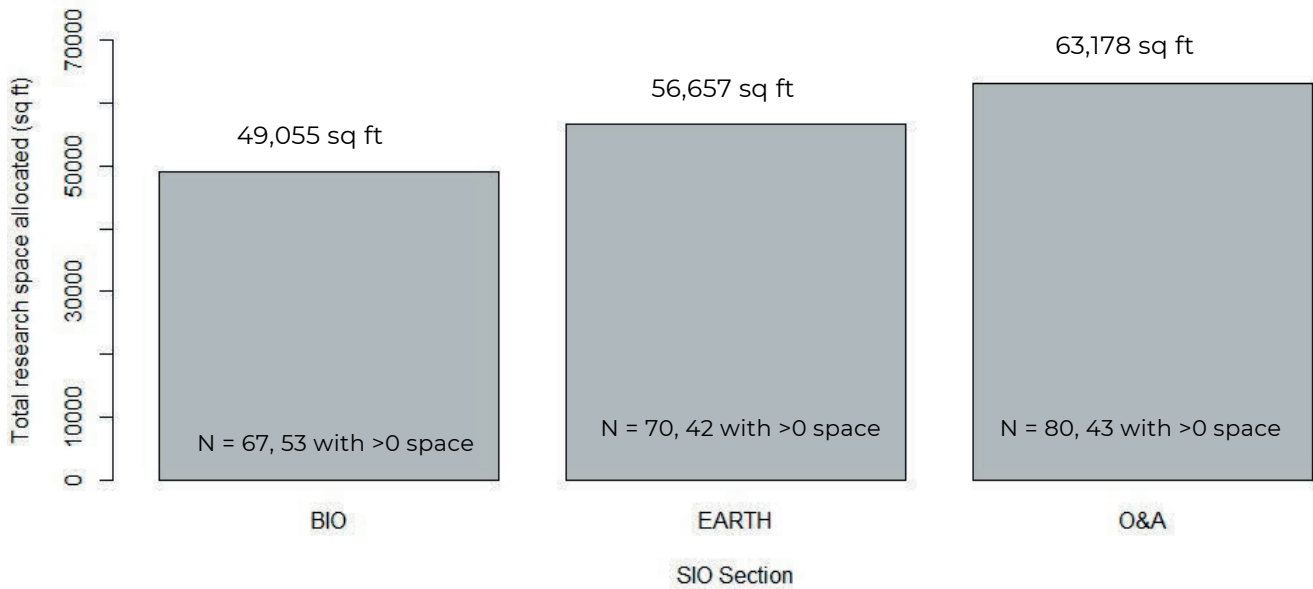 Total research space allocated (sq ft)
70000
50000
30000
10000
0
49,055 sq ft
56,657 sq ft
63,178 sq ft
N = 67, 53 with >0 space
N = 70, 42 with >0 space
N = 80, 43 with >0 space
BIO
EARTH
O&A
SIO Section